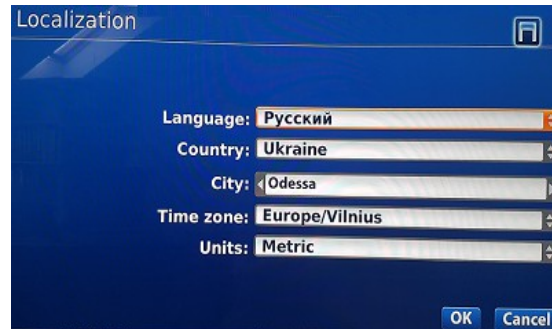 Localization
Language: Русский
Country: Ukraine
City: Odessa
Time zone: Europe/Vilnius
Units: Metric
OK Cancel